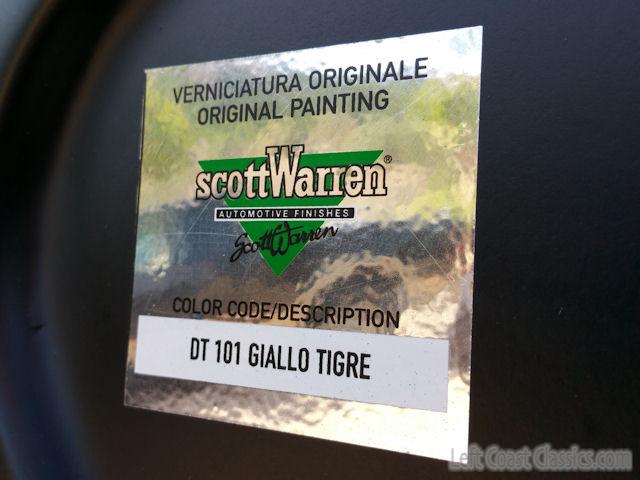 VERNICIATURA ORIGINALE
ORIGINAL PAINTING
scottWarren®
AUTOMOTIVE FINISHES
Scott Warren
COLOR CODE/DESCRIPTION
DT 101 GIALLO TIGRE
Left Coast Classics.com